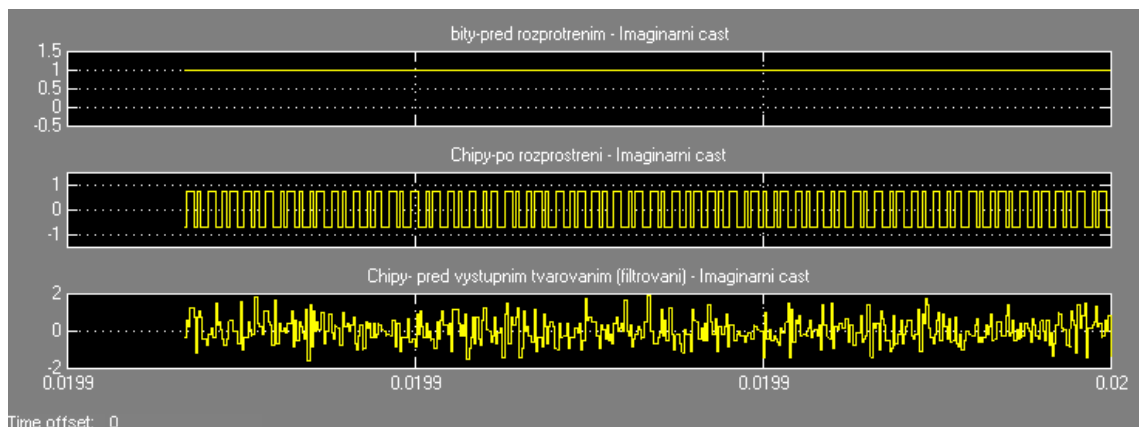 bity-pred rozprotrenim - Imaginarni cast
1.5
1
0.5
0
-0.5
Chipy-po rozprostreni - Imaginarni cast
1
0
-1
Chipy- pred vystupnim tvarovanim (filtrovani) - Imaginarni cast
2
0
-2
0.0199 0.0199 0.0199 0.02
Time offset: 0